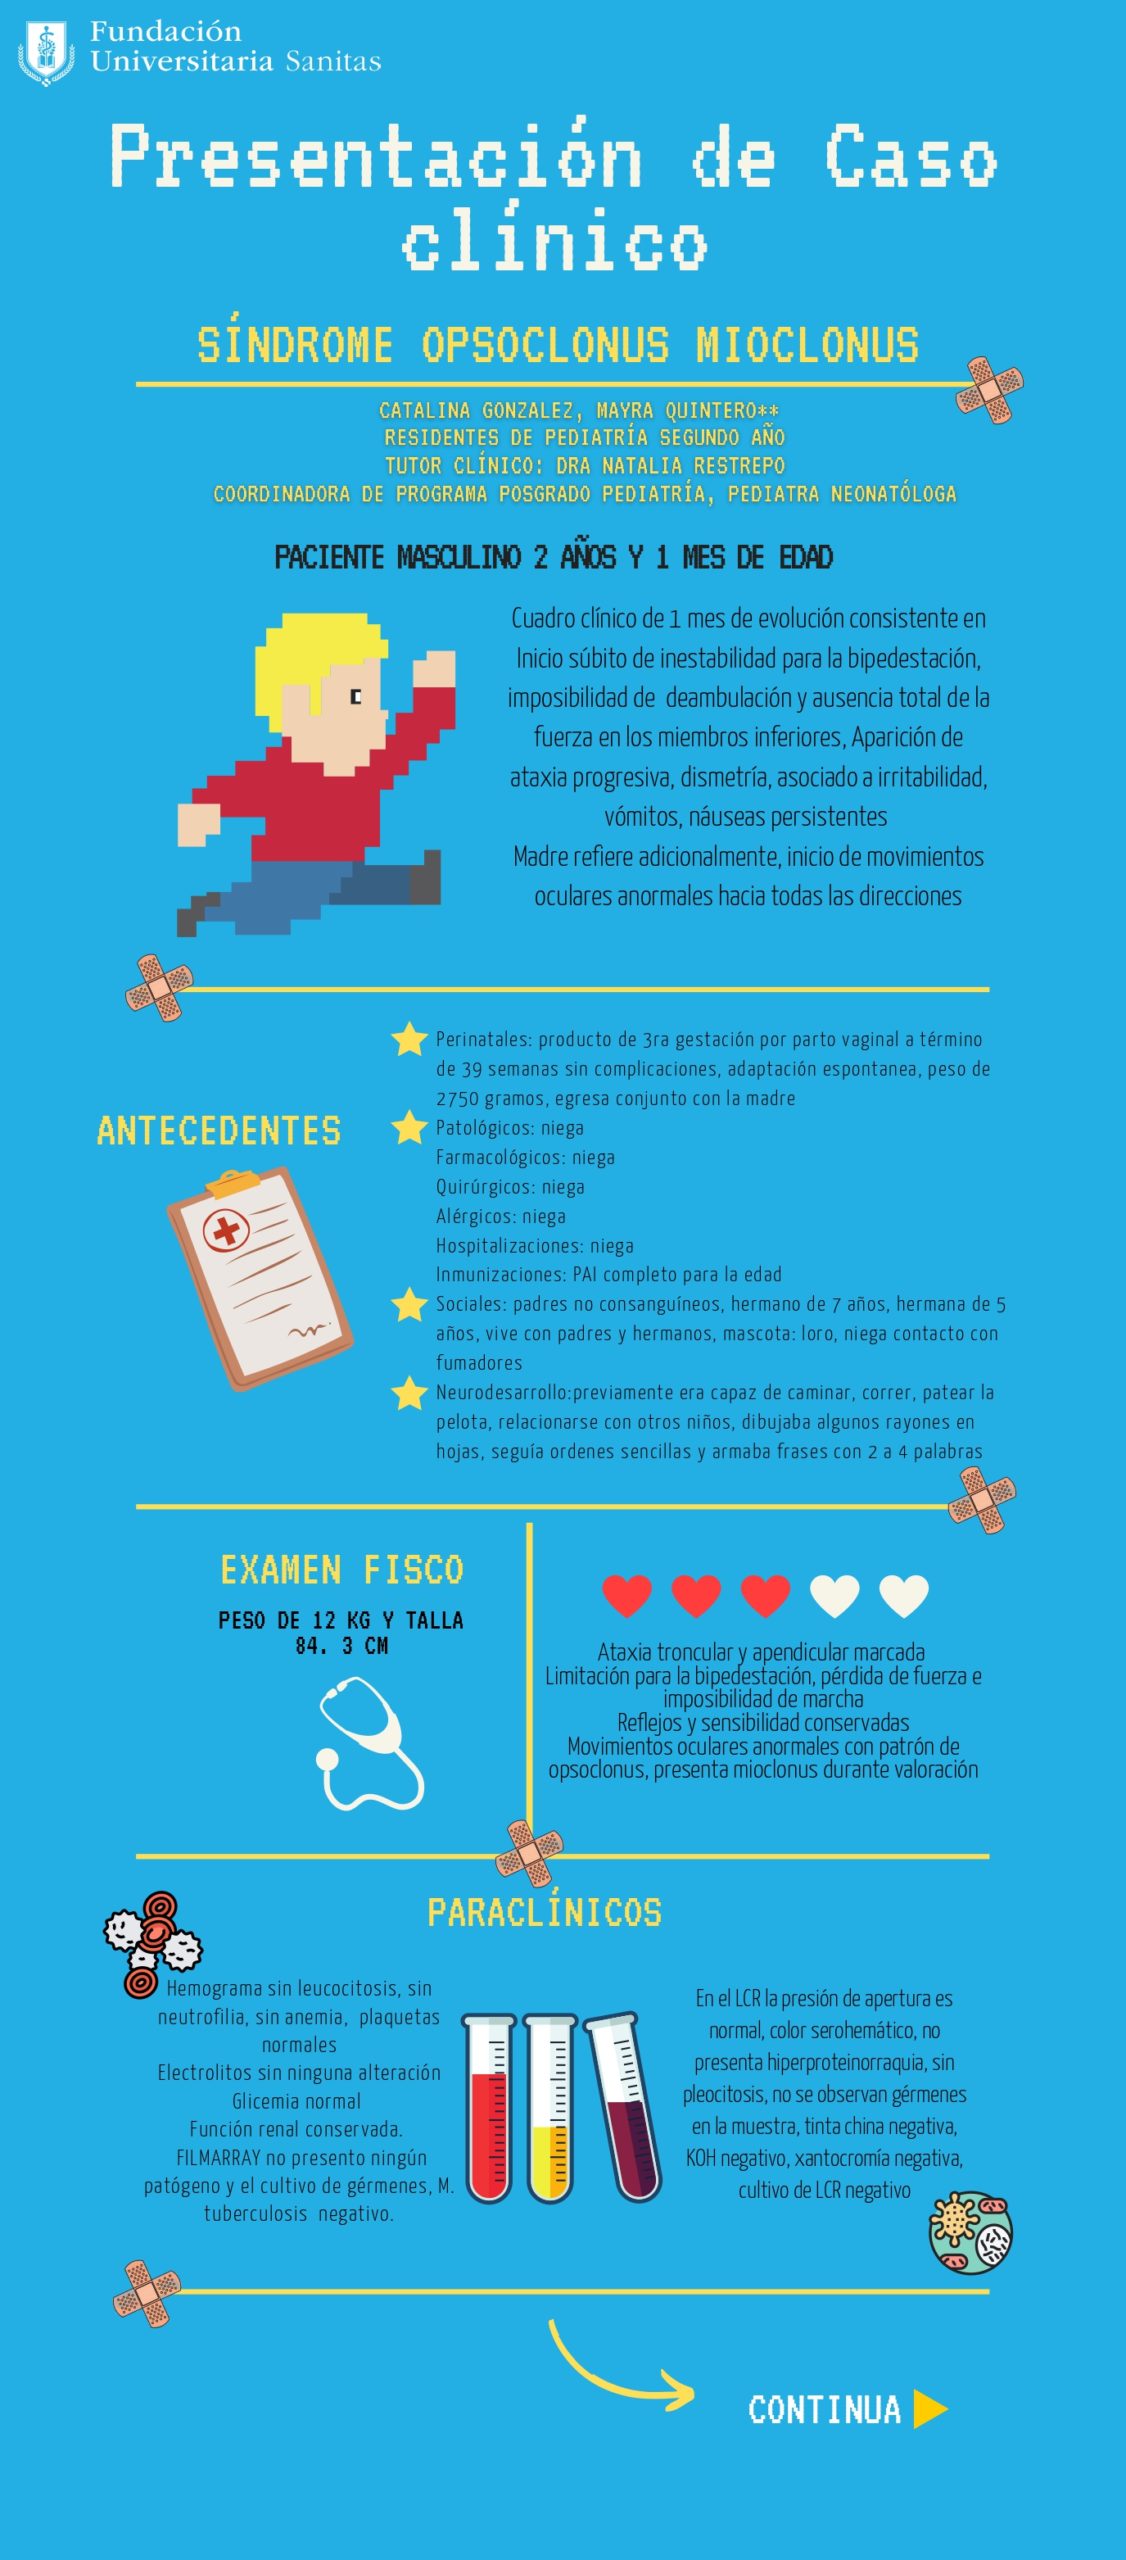 Fundación
Universitaria Sanitas
Presentación de Caso
clínico
SÍNDROME OPSOCLONUS MIOCLONUS
CATALINA GONZALEZ, MAYRA QUINTERO**
RESIDENTES DE PEDIATRÍA SEGUNDO AÑO
TUTOR CLÍNICO: DRA NATALIA RESTREPO
COORDINADORA DE PROGRAMA POSGRADO PEDIATRÍA, PEDIATRA NEONATÓLOGA
PACIENTE MASCULINO 2 AÑOS Y 1 MES DE EDAD
Cuadro clínico de 1 mes de evolución consistente en
Inicio súbito de inestabilidad para la bipedestación,
imposibilidad de deambulación y ausencia total de la
fuerza en los miembros inferiores, Aparición de
ataxia progresiva, dismetría, asociado a irritabilidad,
vómitos, náuseas persistentes
Madre refiere adicionalmente, inicio de movimientos
oculares anormales hacia todas las direcciones
ANTECEDENTES
Perinatales: producto de 3ra gestación por parto vaginal a término
de 39 semanas sin complicaciones, adaptación espontanea, peso de
2750 gramos, egresa conjunto con la madre
Patológicos: niega
Farmacológicos: niega
Quirúrgicos: niega
Alérgicos: niega
Hospitalizaciones: niega
Inmunizaciones: PAI completo para la edad
Sociales: padres no consanguíneos, hermano de 7 años, hermana de 5
años, vive con padres y hermanos, mascota: loro, niega contacto con
fumadores
Neurodesarrollo:previamente era capaz de caminar, correr, patear la
pelota, relacionarse con otros niños, dibujaba algunos rayones en
hojas, seguía ordenes sencillas y armaba frases con 2 a 4 palabras
EXAMEN FISCO
PESO DE 12 KG Y TALLA
84. 3 CM
Ataxia troncular y apendicular marcada
Limitación para la bipedestación, pérdida de fuerza e
imposibilidad de marcha
Reflejos y sensibilidad conservadas
Movimientos oculares anormales con patrón de
opsoclonus, presenta mioclonus durante valoración
PARACLÍNICOS
Hemograma sin leucocitosis, sin
neutrofilia, sin anemia, plaquetas
normales
Electrolitos sin ninguna alteración
Glicemia normal
Función renal conservada.
FILMARRAY no presento ningún
patógeno y el cultivo de gérmenes, M.
tuberculosis negativo.
En el LCR la presión de apertura es
normal, color serohemático, no
presenta hiperproteinorraquia, sin
pleocitosis, no se observan gérmenes
en la muestra, tinta china negativa,
KOH negativo, xantocromía negativa,
cultivo de LCR negativo
CONTINUA